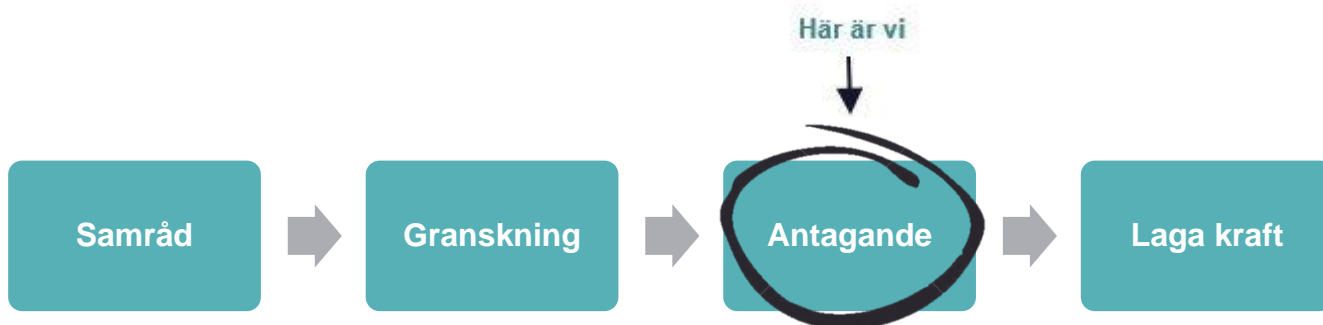 Här är vi
Samråd
Granskning
Antagande
Laga kraft